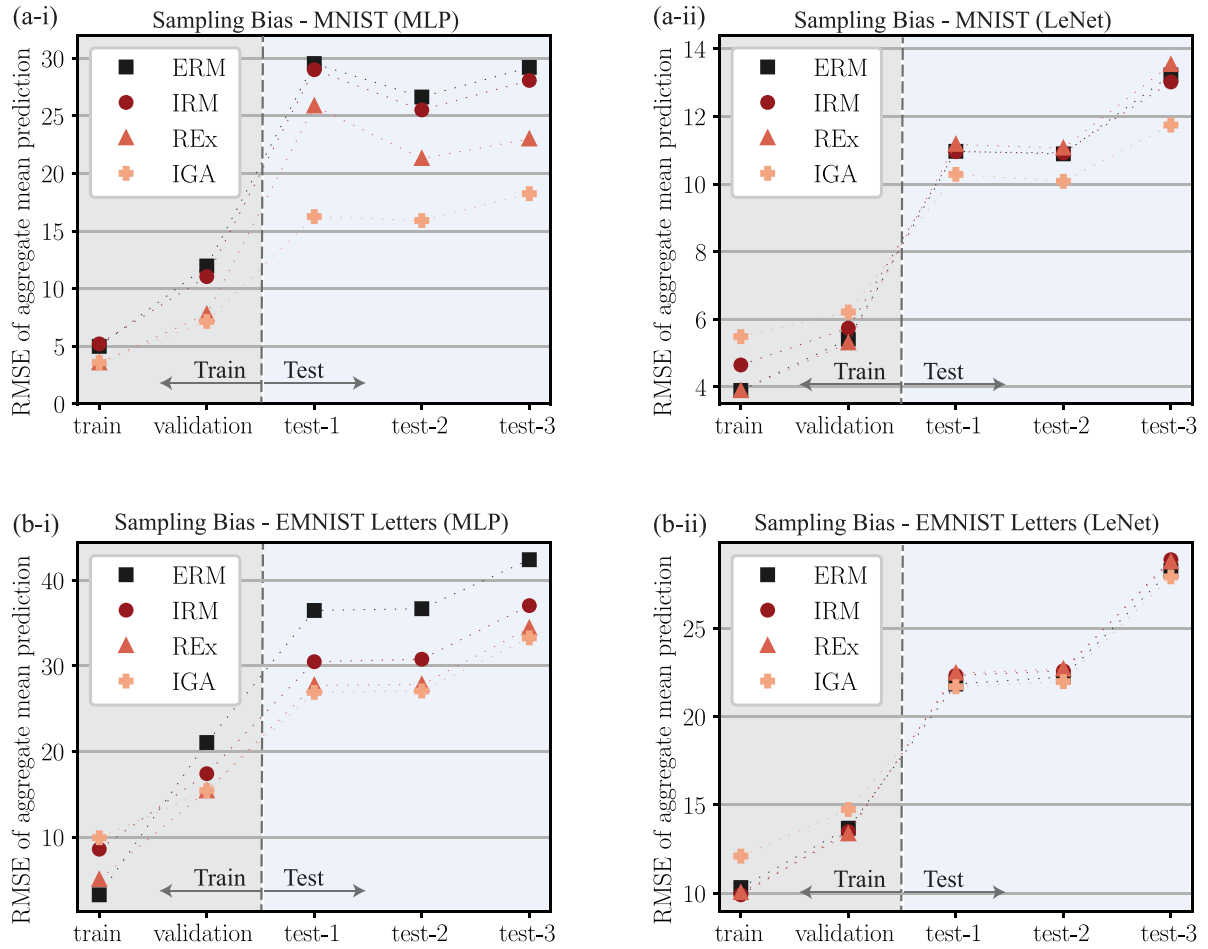 (a-i)
Sampling Bias - MNIST (MLP)
RMSE of aggregate mean prediction
30
25
20
15
10
5
0
ERM
IRM
REx
IGA
Train
Test
train
validation
test-1
test-2
test-3
(a-ii)
Sampling Bias - MNIST (LeNet)
RMSE of aggregate mean prediction
14
12
10
8
6
4
ERM
IRM
REx
IGA
Train
Test
train
validation
test-1
test-2
test-3
(b-i)
Sampling Bias - EMNIST Letters (MLP)
RMSE of aggregate mean prediction
40
30
20
10
ERM
IRM
REx
IGA
Train
Test
train
validation
test-1
test-2
test-3
(b-ii)
Sampling Bias - EMNIST Letters (LeNet)
RMSE of aggregate mean prediction
25
20
15
10
ERM
IRM
REx
IGA
Train
Test
train
validation
test-1
test-2
test-3